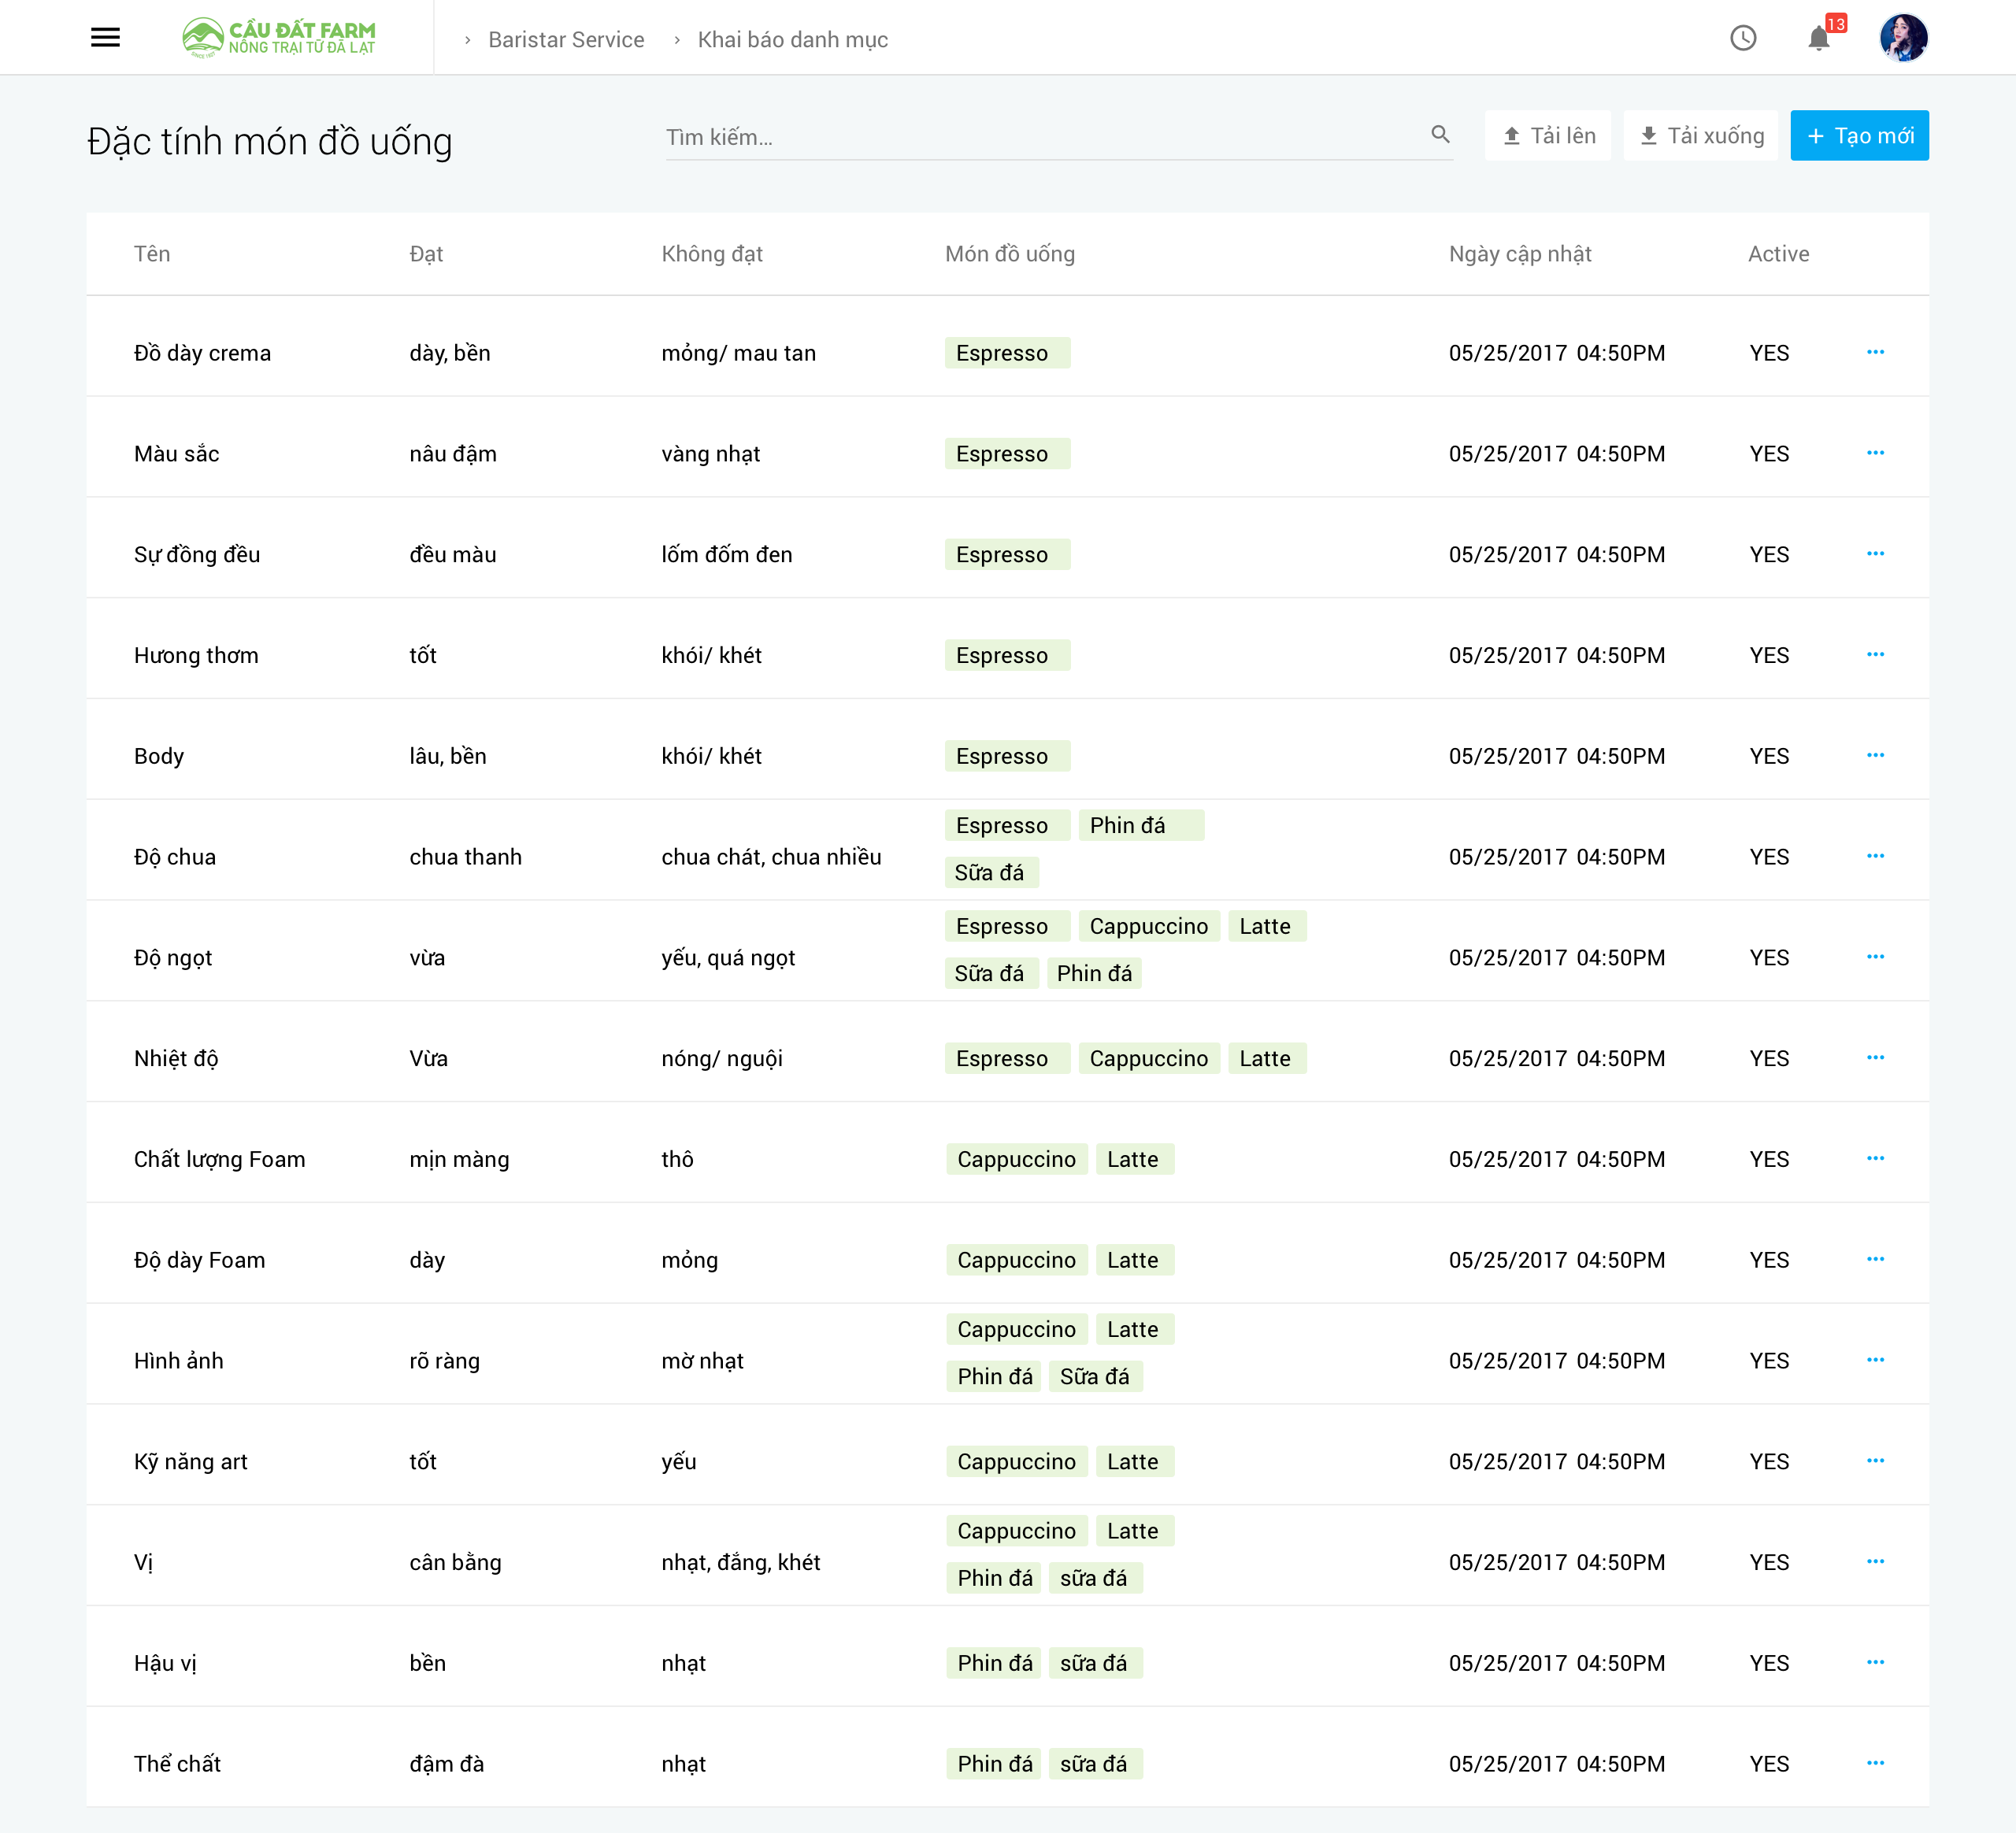 CẦU ĐẤT FARM
NÔNG TRẠI TỪ ĐÀ LẠT
› Baristar Service › Khai báo danh mục
13
Đặc tính món đồ uống
Tìm kiếm...
Tải lên
Tải xuống
+ Tạo mới
Tên Đạt Không đạt Món đồ uống Ngày cập nhật Active
Đồ dày crema dày, bền mỏng/ mau tan Espresso 05/25/2017 04:50PM YES ...
Màu sắc nâu đậm vàng nhạt Espresso 05/25/2017 04:50PM YES ...
Sự đồng đều đều màu lốm đốm đen Espresso 05/25/2017 04:50PM YES ...
Hương thơm tốt khói/ khét Espresso 05/25/2017 04:50PM YES ...
Body lâu, bền khói/ khét Espresso 05/25/2017 04:50PM YES ...
Espresso Phin đá
Độ chua chua thanh chua chát, chua nhiều 05/25/2017 04:50PM YES ...
Sữa đá
Espresso Cappuccino Latte
Độ ngọt vừa yếu, quá ngọt 05/25/2017 04:50PM YES ...
Sữa đá Phin đá
Nhiệt độ Vừa nóng/ nguội Espresso Cappuccino Latte 05/25/2017 04:50PM YES ...
Chất lượng Foam mịn màng thô Cappuccino Latte 05/25/2017 04:50PM YES ...
Độ dày Foam dày mỏng Cappuccino Latte 05/25/2017 04:50PM YES ...
Cappuccino Latte
Hình ảnh rõ ràng mờ nhạt 05/25/2017 04:50PM YES ...
Phin đá Sữa đá
Kỹ năng art tốt yếu Cappuccino Latte 05/25/2017 04:50PM YES ...
Cappuccino Latte
Vị cân bằng nhạt, đắng, khét 05/25/2017 04:50PM YES ...
Phin đá sữa đá
Hậu vị bền nhạt Phin đá sữa đá 05/25/2017 04:50PM YES ...
Thể chất đậm đà nhạt Phin đá sữa đá 05/25/2017 04:50PM YES ...